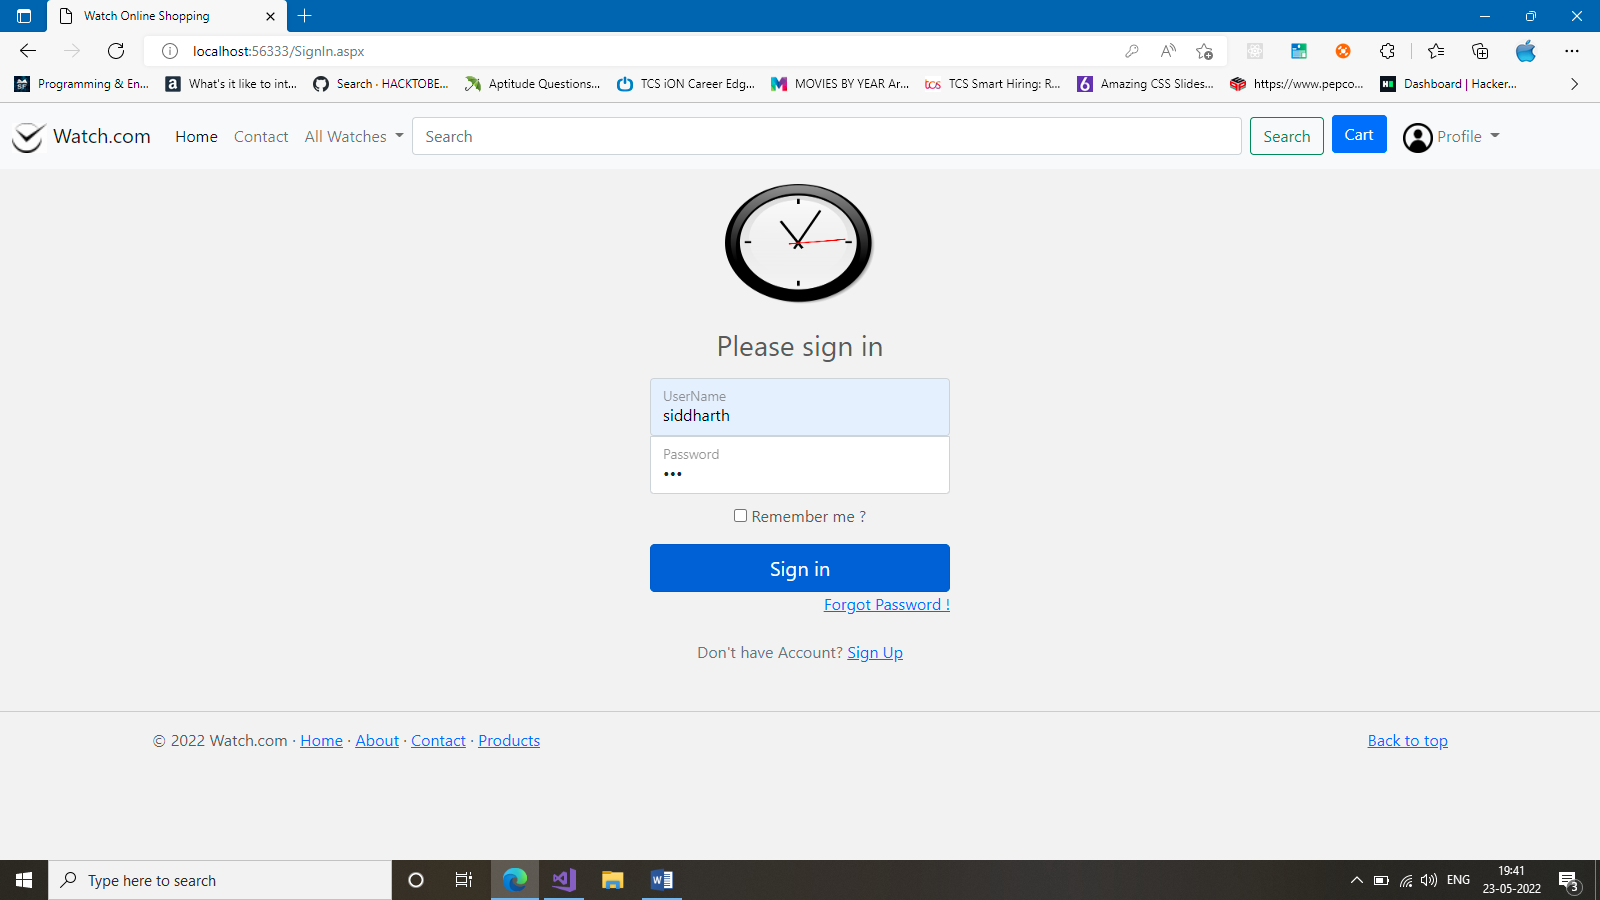 Watch Online Shopping
localhost:56333/SignIn.aspx
Programming & En... What's it like to int... Search · HACKTOBE... Aptitude Questions... TCS iON Career Edg... MOVIES BY YEAR Ar... tcs TCS Smart Hiring: R... 6 Amazing CSS Slides... https://www.pepco... Dashboard | Hacker...
Watch.com Home Contact All Watches Search Search Cart Profile
Please sign in
UserName
siddharth
Password
•••
Remember me ?
Sign in
Forgot Password !
Don't have Account? Sign Up
© 2022 Watch.com · Home · About · Contact · Products Back to top
Type here to search ENG 19:41
23-05-2022 3